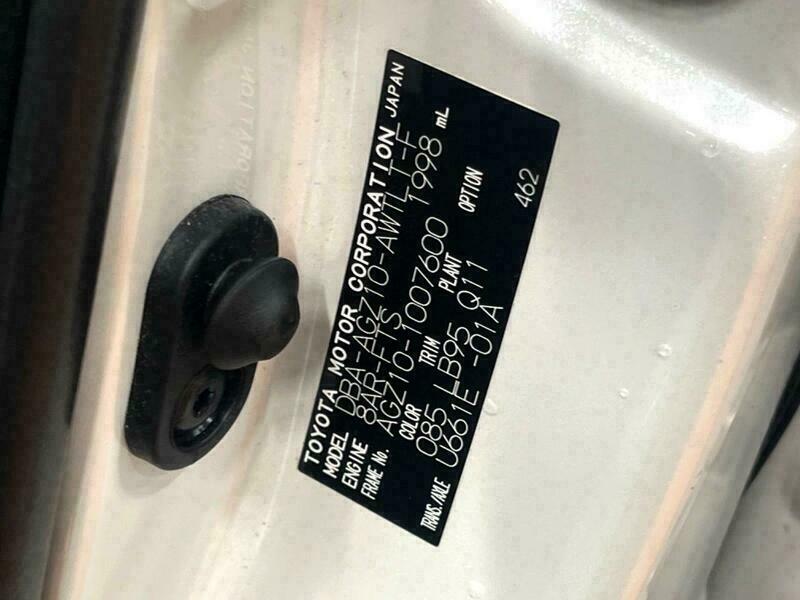 TOYOTA MOTOR CORPORATION JAPAN
MODEL DBA-AGZ10-AWTLT-F
ENGINE 8AR-FTS 1998 mL
FRAME No. AGZ10-1007600
COLOR TRIM PLANT OPTION
085 LB95 Q11
TRANS./AXLE U661E -01A 462